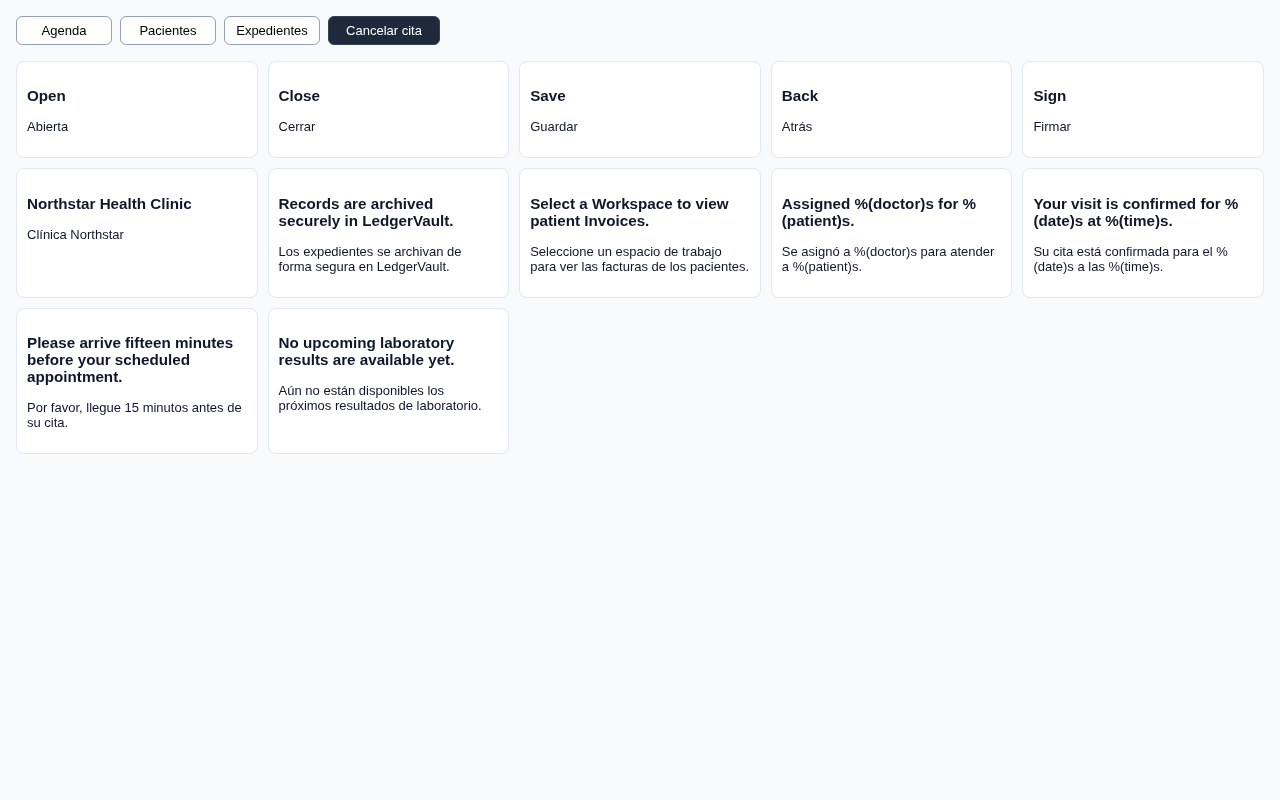 Agenda
Pacientes
Expedientes
Cancelar cita
Open
Abierta
Close
Cerrar
Save
Guardar
Back
Atrás
Sign
Firmar
Northstar Health Clinic
Clínica Northstar
Records are archived
securely in LedgerVault.
Los expedientes se archivan de
forma segura en LedgerVault.
Select a Workspace to view
patient Invoices.
Seleccione un espacio de trabajo
para ver las facturas de los pacientes.
Assigned %(doctor)s for %
(patient)s.
Se asignó a %(doctor)s para atender
a %(patient)s.
Your visit is confirmed for %
(date)s at %(time)s.
Su cita está confirmada para el %
(date)s a las %(time)s.
Please arrive fifteen minutes
before your scheduled
appointment.
Por favor, llegue 15 minutos antes de
su cita.
No upcoming laboratory
results are available yet.
Aún no están disponibles los
próximos resultados de laboratorio.